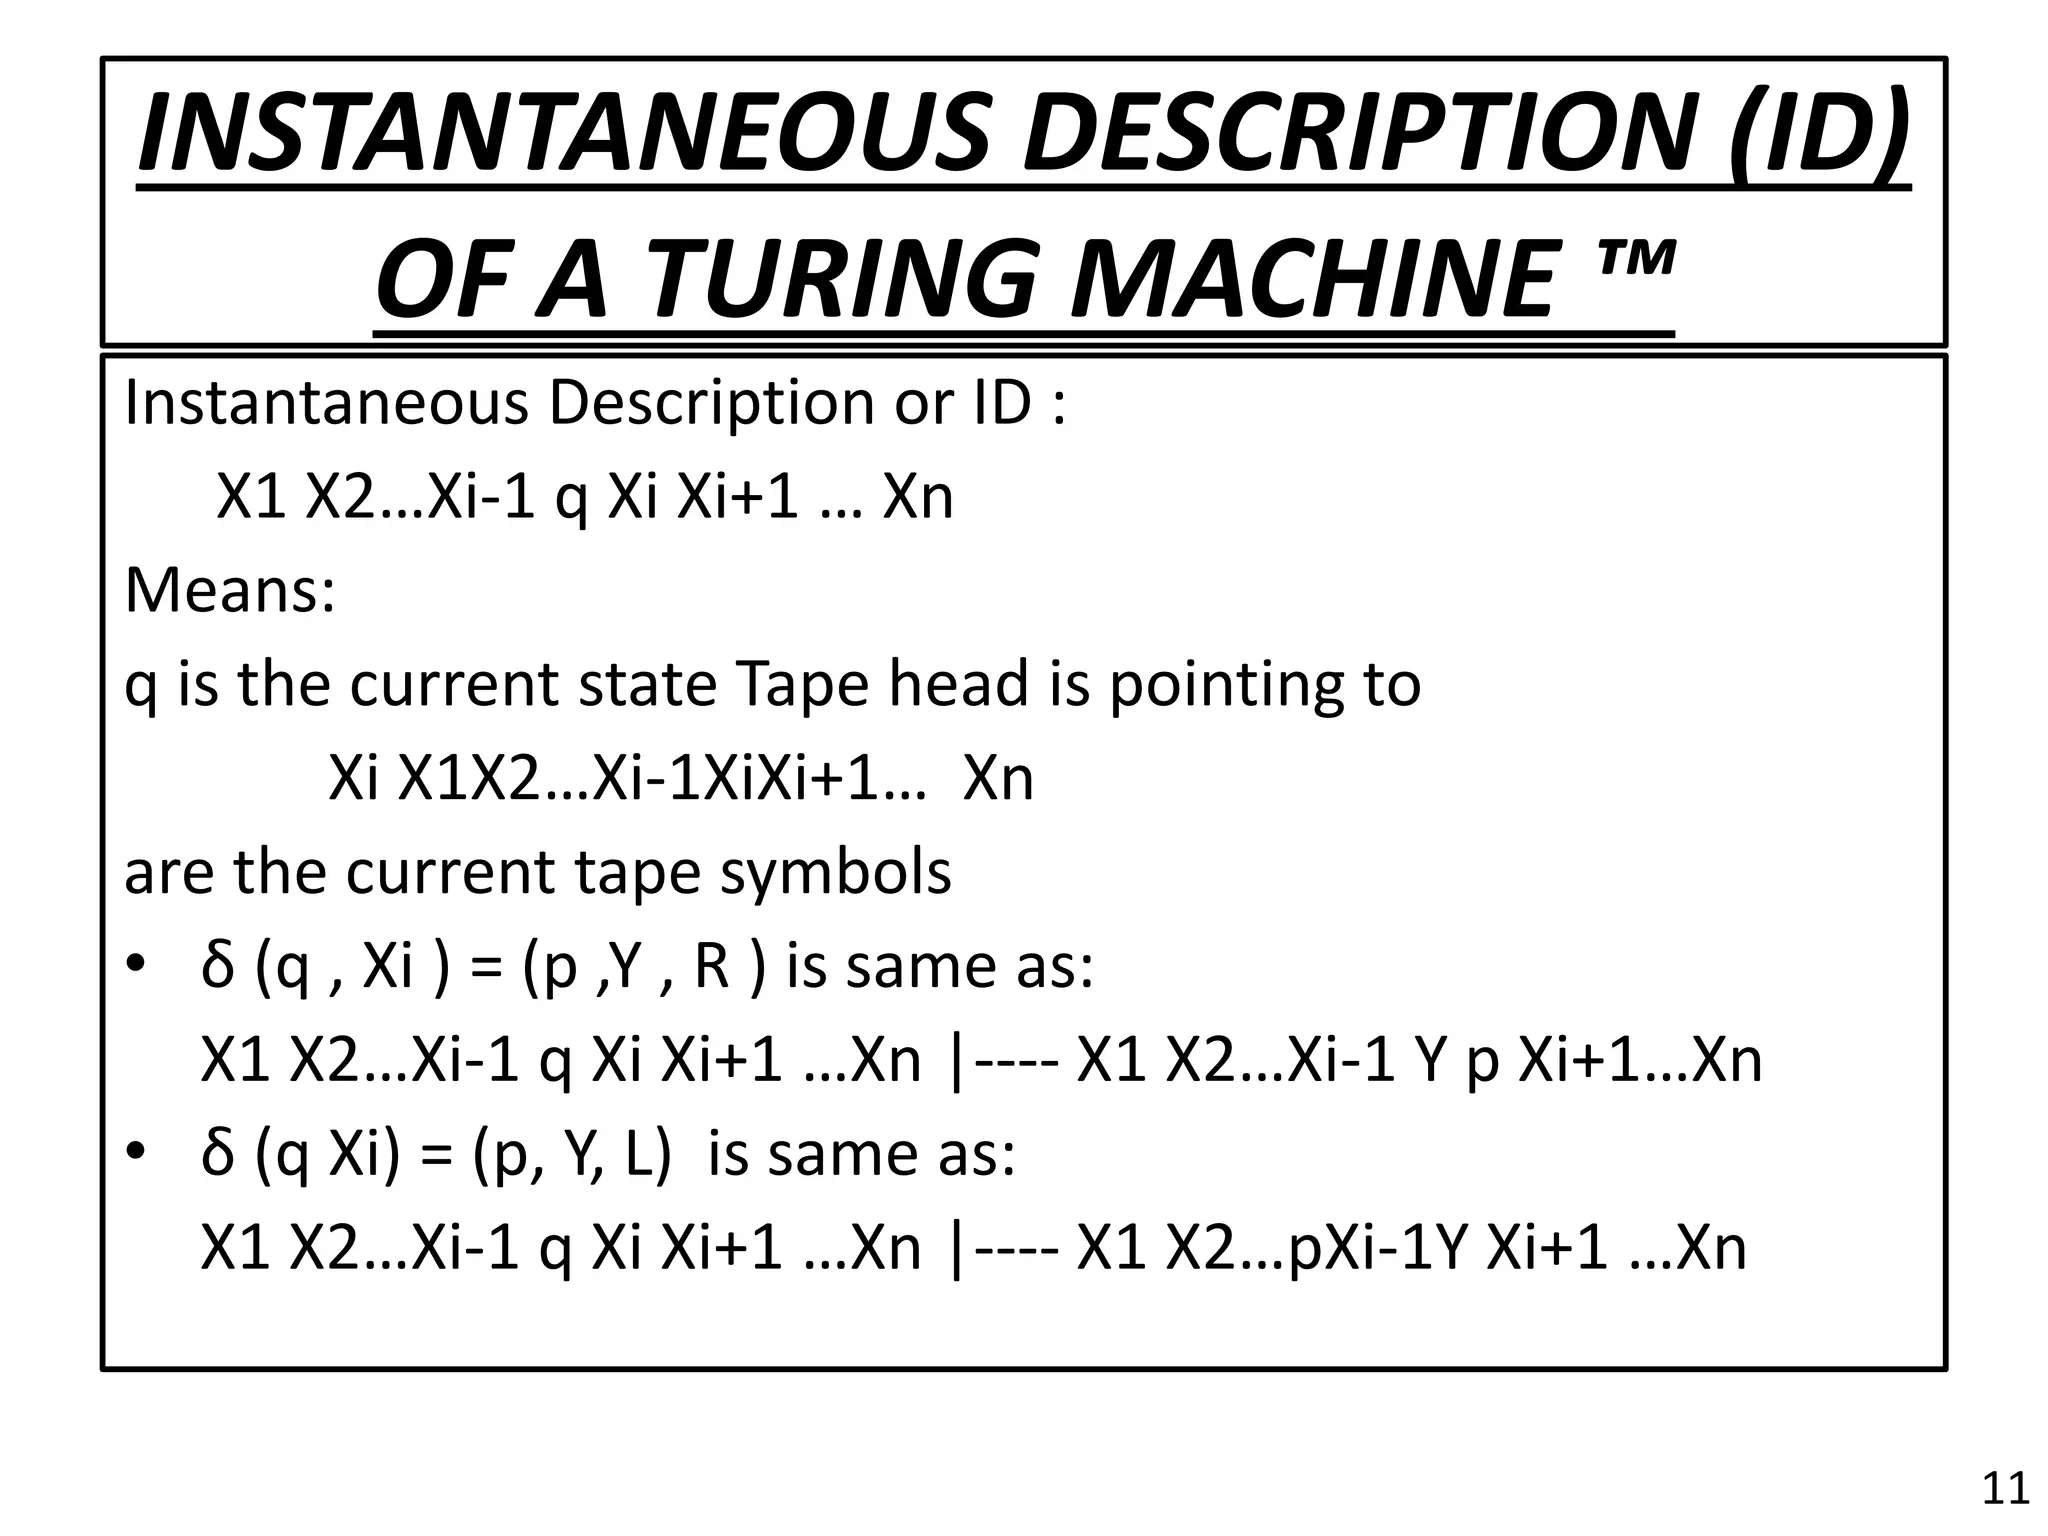 INSTANTANEOUS DESCRIPTION (ID)
OF A TURING MACHINE ™
Instantaneous Description or ID :
X1 X2…Xi-1 q Xi Xi+1 … Xn
Means:
q is the current state Tape head is pointing to
Xi X1X2…Xi-1XiXi+1… Xn
are the current tape symbols
• δ (q , Xi ) = (p ,Y , R ) is same as:
X1 X2…Xi-1 q Xi Xi+1 …Xn |---- X1 X2…Xi-1 Y p Xi+1…Xn
• δ (q Xi) = (p, Y, L) is same as:
X1 X2…Xi-1 q Xi Xi+1 …Xn |---- X1 X2…pXi-1Y Xi+1 …Xn
11